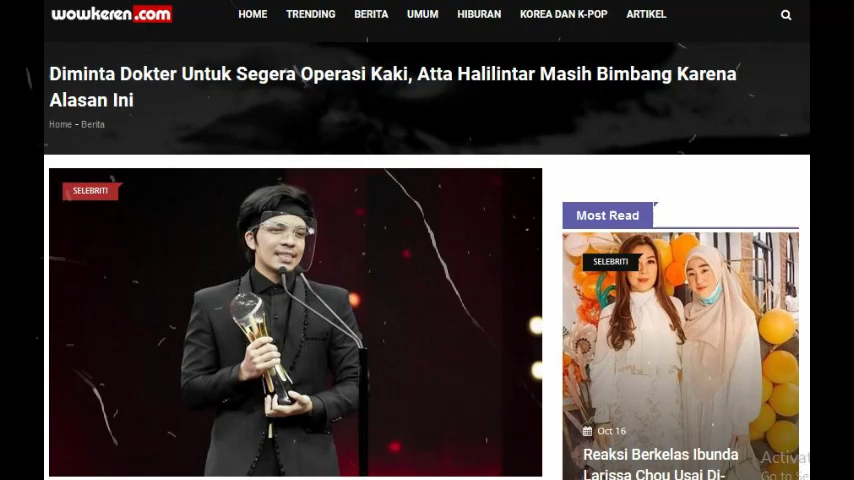 wowkeren.com
HOME TRENDING BERITA UMUM HIBURAN KOREA DAN K-POP ARTIKEL
Diminta Dokter Untuk Segera Operasi Kaki, Atta Halilintar Masih Bimbang Karena
Alasan Ini
Home - Berita
SELEBRITI
Most Read
SELEBRITI
Oct 16
Reaksi Berkelas Ibunda
Larissa Chou Usai Di-
Go to